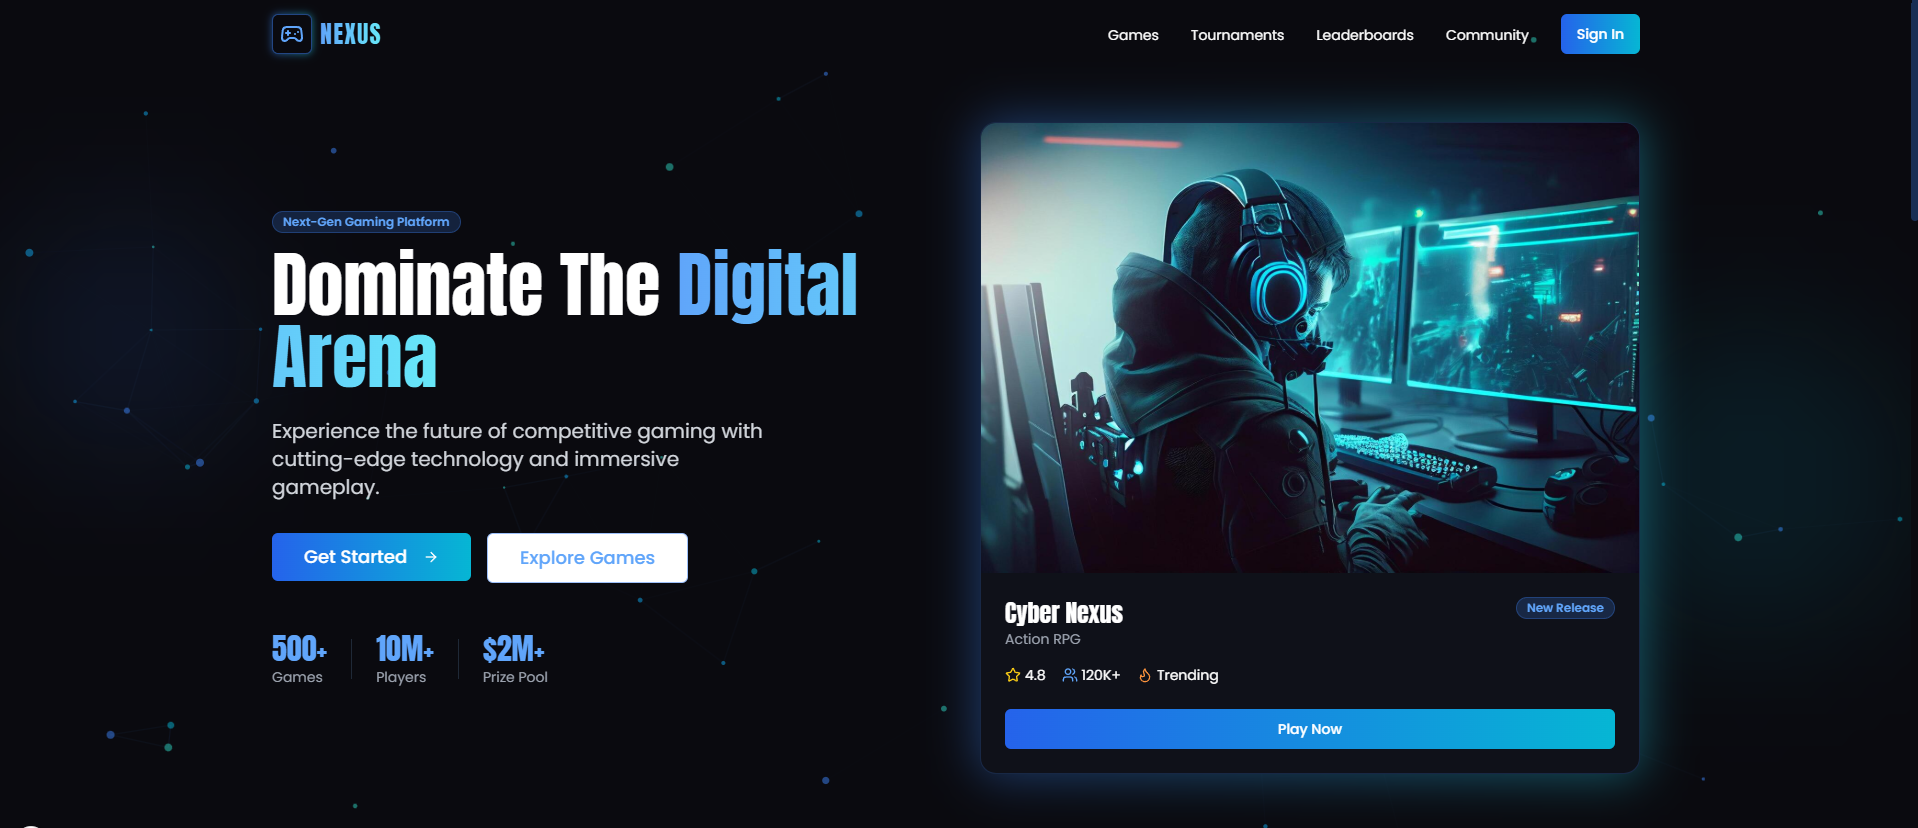 NEXUS
Games
Tournaments
Leaderboards
Community
Sign In
Next-Gen Gaming Platform
Dominate The Digital
Arena
Experience the future of competitive gaming with
cutting-edge technology and immersive
gameplay.
Get Started
Explore Games
500+
Games
10M+
Players
$2M+
Prize Pool
Cyber Nexus
New Release
Action RPG
4.8
120K+
Trending
Play Now